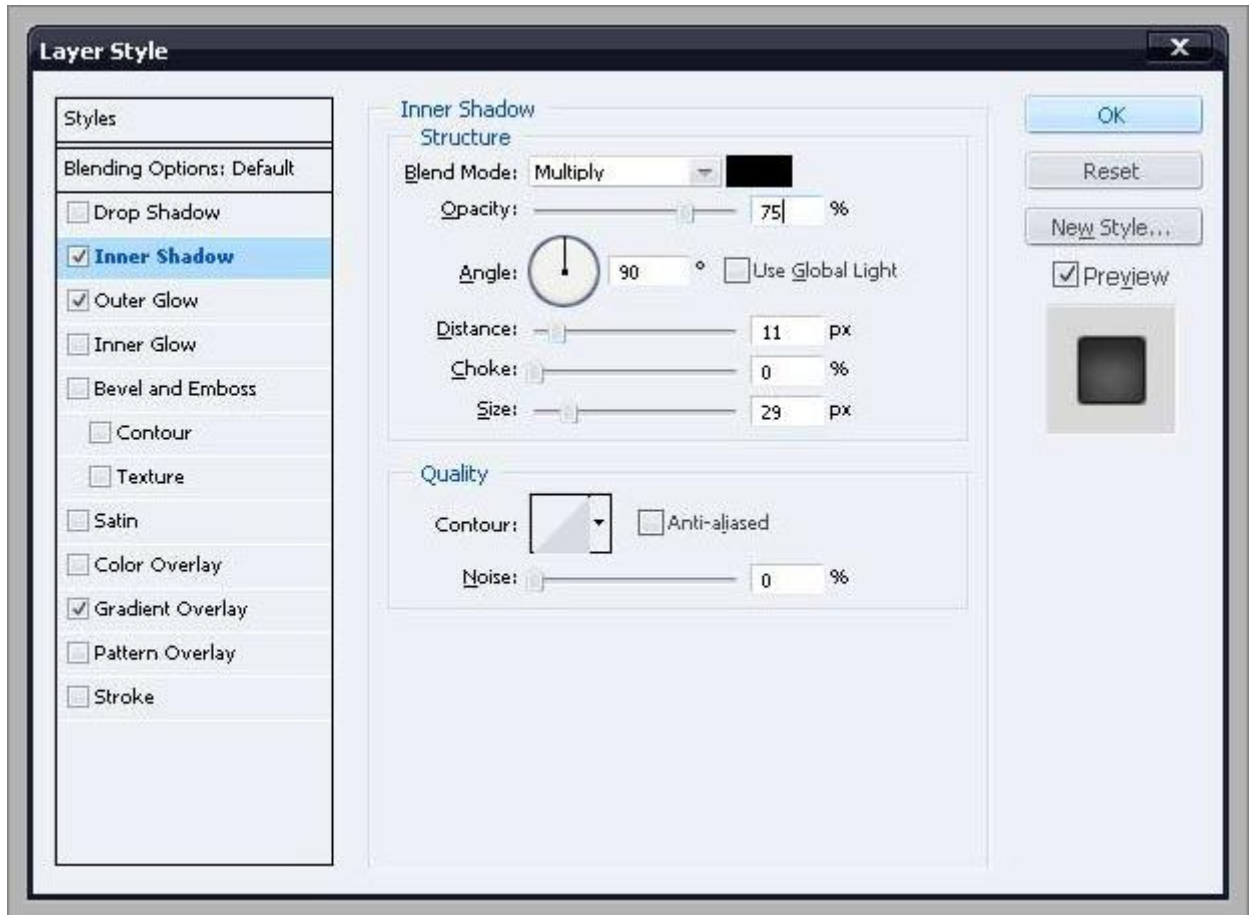 Layer Style
X
Styles
Blending Options: Default
Drop Shadow
Inner Shadow
Outer Glow
Inner Glow
Bevel and Emboss
Contour
Texture
Satin
Color Overlay
Gradient Overlay
Pattern Overlay
Stroke
Inner Shadow
Structure
Blend Mode: Multiply
Opacity: 75 %
Angle: 90 ° Use Global Light
Distance: 11 px
Choke: 0 %
Size: 29 px
Quality
Contour: Anti-aliased
Noise: 0 %
OK
Reset
New Style...
Preview